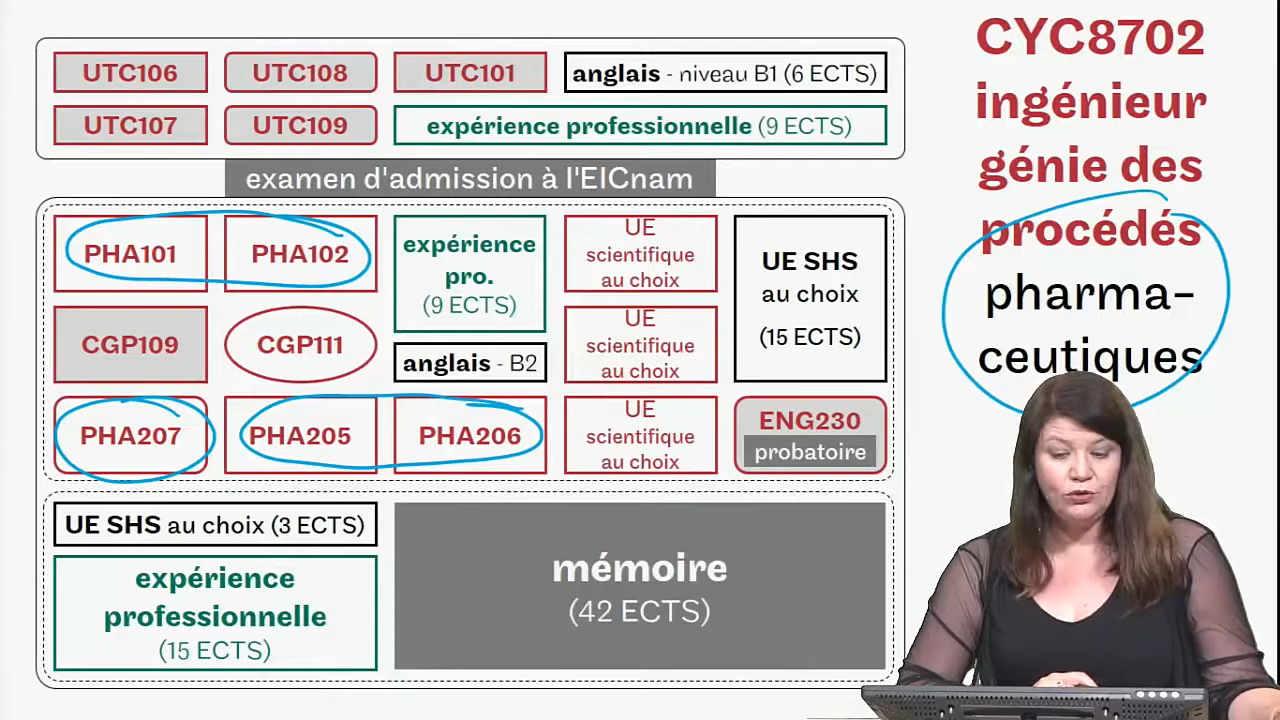 UTC106 UTC108 UTC101 anglais - niveau B1 (6 ECTS)
UTC107 UTC109 expérience professionnelle (9 ECTS)
examen d'admission à l'EICnam
PHA101 PHA102
expérience
pro.
(9 ECTS)
UE
scientifique
au choix
UE SHS
au choix
(15 ECTS)
CGP109 CGP111
anglais - B2
UE
scientifique
au choix
PHA207 PHA205 PHA206
UE
scientifique
au choix
ENG230
probatoire
UE SHS au choix (3 ECTS)
expérience
professionnelle
(15 ECTS)
mémoire
(42 ECTS)
CYC8702
ingénieur
génie des
procédés
pharma-
ceutiques